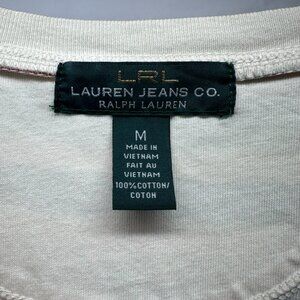 LRL
LAUREN JEANS CO.
RALPH LAUREN
M
MADE IN
VIETNAM
FAIT AU
VIETNAM
100%COTTON/
COTON